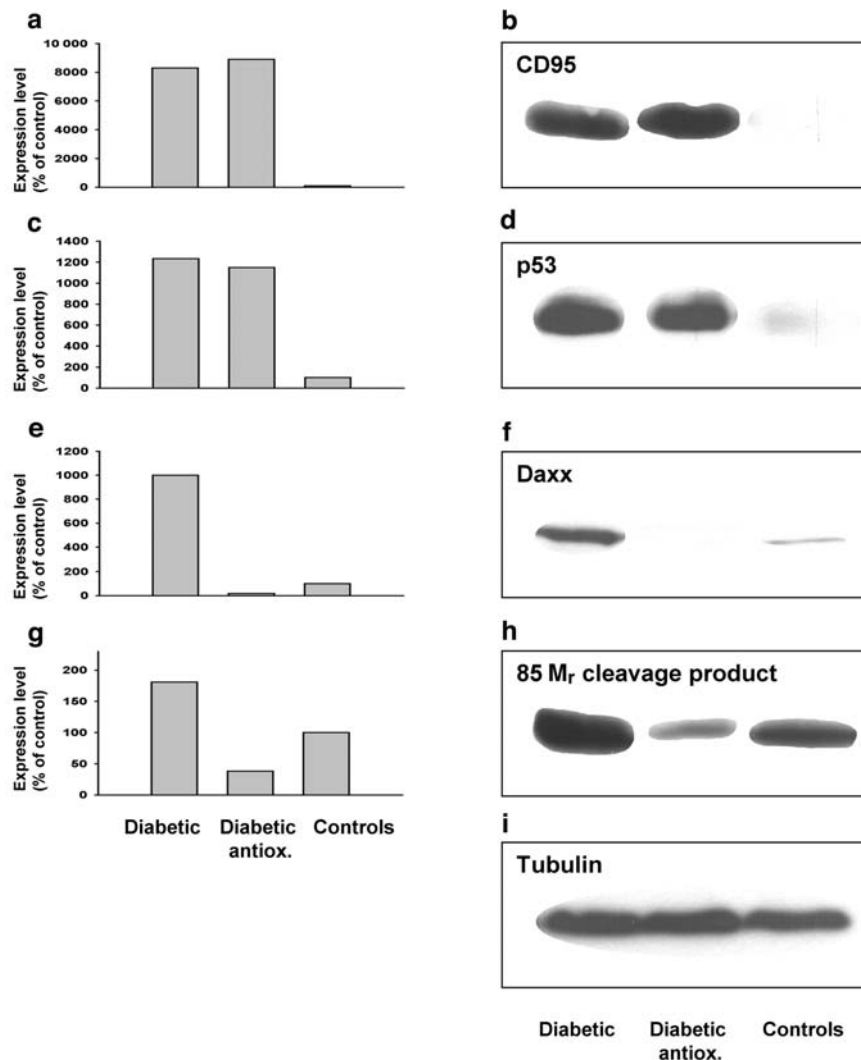 a
Expression level
(% of control)
10 000
8000
6000
4000
2000
0
b
CD95
c
Expression level
(% of control)
1400
1200
1000
800
600
400
200
0
d
p53
e
Expression level
(% of control)
1200
1000
800
600
400
200
0
f
Daxx
g
Expression level
(% of control)
200
150
100
50
0
Diabetic
Diabetic
antiox.
Controls
h
85 Mr cleavage product
i
Tubulin
Diabetic
Diabetic
antiox.
Controls